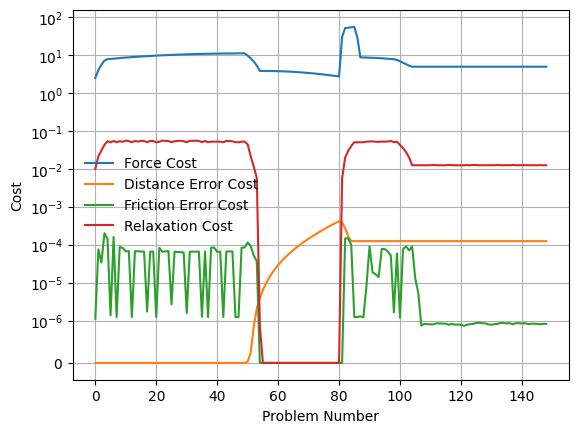 10²
10¹
10⁰
10⁻¹
10⁻²
10⁻³
10⁻⁴
10⁻⁵
10⁻⁶
0
Cost
Force Cost
Distance Error Cost
Friction Error Cost
Relaxation Cost
0 20 40 60 80 100 120 140
Problem Number